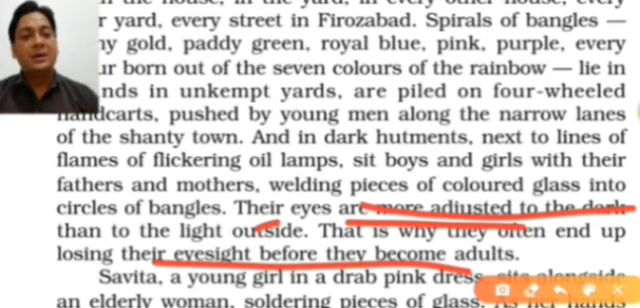 r yard, every street in Firozabad. Spirals of bangles —
ny gold, paddy green, royal blue, pink, purple, every
ur born out of the seven colours of the rainbow — lie in
nds in unkempt yards, are piled on four-wheeled
handcarts, pushed by young men along the narrow lanes
of the shanty town. And in dark hutments, next to lines of
flames of flickering oil lamps, sit boys and girls with their
fathers and mothers, welding pieces of coloured glass into
circles of bangles. Their eyes are more adjusted to the dark
than to the light outside. That is why they often end up
losing their eyesight before they become adults.
Savita, a young girl in a drab pink dress, sits alongside
an elderly woman, soldering pieces of glass. As her hands